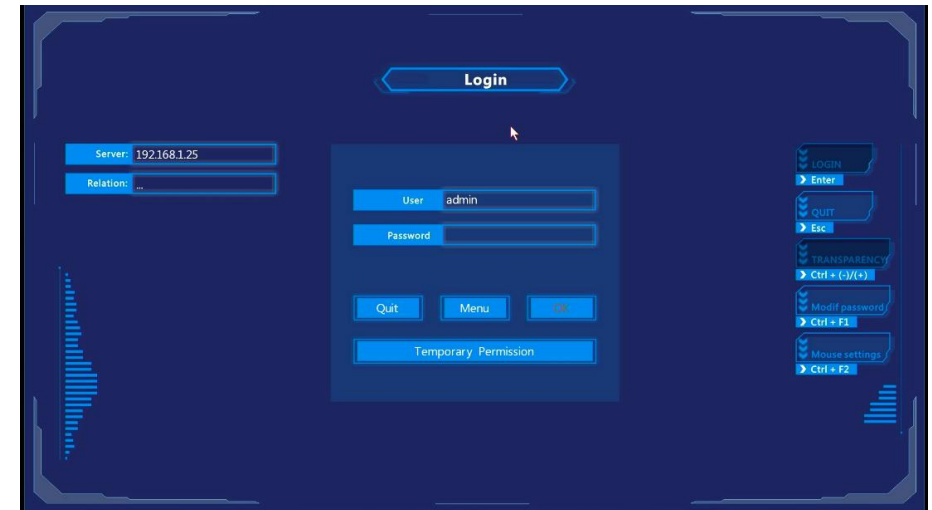 Login
Server: 192.168.1.25
Relation: ...
User admin
Password
Quit Menu OK
Temporary Permission
LOGIN
Enter
QUIT
Esc
TRANSPARENCY
Ctrl + (-)/(+)
Modif password
Ctrl + F1
Mouse settings
Ctrl + F2